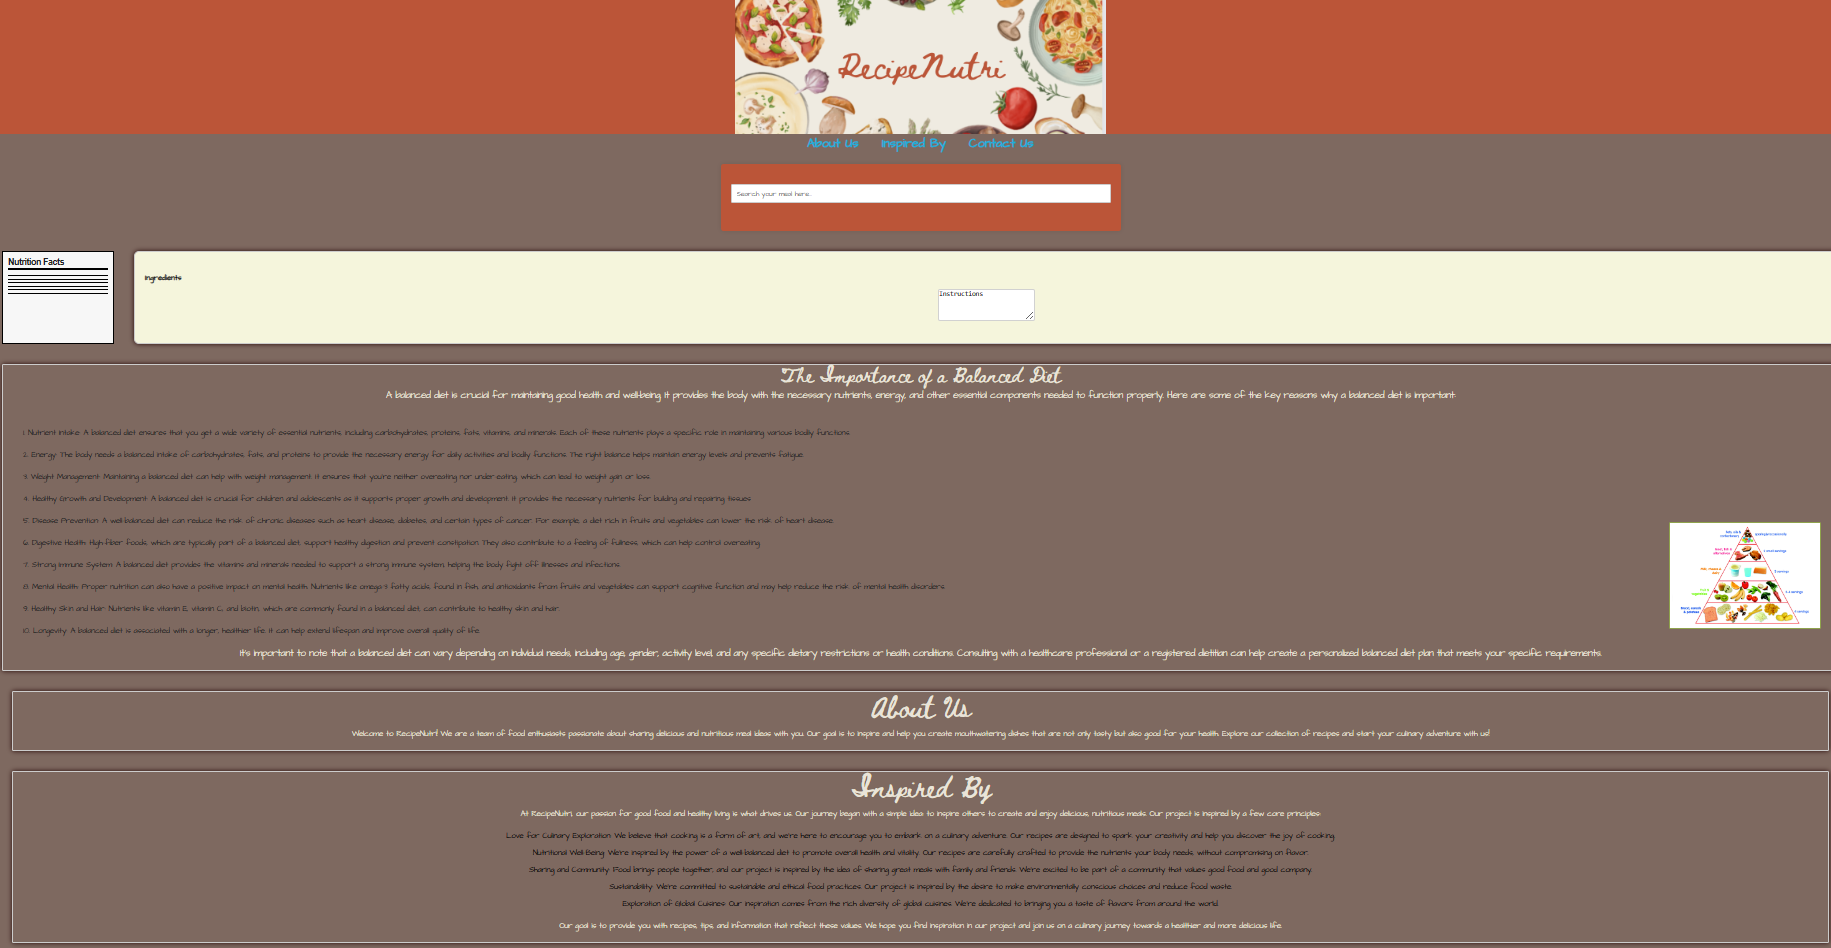 RecipeNutri
About Us Inspired By Contact Us
Search your meal here...
Nutrition Facts
Ingredients
Instructions
The Importance of a Balanced Diet
A balanced diet is crucial for maintaining good health and well-being. It provides the body with the necessary nutrients, energy, and other essential components needed to function properly. Here are some of the key reasons why a balanced diet is important:
1. Nutrient Intake: A balanced diet ensures that you get a wide variety of essential nutrients, including carbohydrates, proteins, fats, vitamins, and minerals. Each of these nutrients plays a specific role in maintaining various bodily functions.
2. Energy: The body needs a balanced intake of carbohydrates, fats, and proteins to provide the necessary energy for daily activities and bodily functions. The right balance helps maintain energy levels and prevents fatigue.
3. Weight Management: Maintaining a balanced diet can help with weight management. It ensures that you're neither overeating nor under-eating, which can lead to weight gain or loss.
4. Healthy Growth and Development: A balanced diet is crucial for children and adolescents as it supports proper growth and development. It provides the necessary nutrients for building and repairing tissues.
5. Disease Prevention: A well-balanced diet can reduce the risk of chronic diseases such as heart disease, diabetes, and certain types of cancer. For example, a diet rich in fruits and vegetables can lower the risk of heart disease.
6. Digestive Health: High-fiber foods, which are typically part of a balanced diet, support healthy digestion and prevent constipation. They also contribute to a feeling of fullness, which can help control overeating.
7. Strong Immune System: A balanced diet provides the vitamins and minerals needed to support a strong immune system, helping the body fight off illnesses and infections.
8. Mental Health: Proper nutrition can also have a positive impact on mental health. Nutrients like omega-3 fatty acids, found in fish, and antioxidants from fruits and vegetables can support cognitive function and may help reduce the risk of mental health disorders.
9. Healthy Skin and Hair: Nutrients like vitamin E, vitamin C, and biotin, which are commonly found in a balanced diet, can contribute to healthy skin and hair.
10. Longevity: A balanced diet is associated with a longer, healthier life. It can help extend lifespan and improve overall quality of life.
It's important to note that a balanced diet can vary depending on individual needs, including age, gender, activity level, and any specific dietary restrictions or health conditions. Consulting with a healthcare professional or a registered dietitian can help create a personalized balanced diet plan that meets your specific requirements.
About Us
Welcome to RecipeNutri! We are a team of food enthusiasts passionate about sharing delicious and nutritious meal ideas with you. Our goal is to inspire and help you create mouthwatering dishes that are not only tasty but also good for your health. Explore our collection of recipes and start your culinary adventure with us!
Inspired By
At RecipeNutri, our passion for good food and healthy living is what drives us. Our journey began with a simple idea: to inspire others to create and enjoy delicious, nutritious meals. Our project is inspired by a few core principles:
Love for Culinary Exploration: We believe that cooking is a form of art, and we're here to encourage you to embark on a culinary adventure. Our recipes are designed to spark your creativity and help you discover the joy of cooking.
Nutritional Well-Being: We're inspired by the power of a well-balanced diet to promote overall health and vitality. Our recipes are carefully crafted to provide the nutrients your body needs, without compromising on flavor.
Sharing and Community: Food brings people together, and our project is inspired by the idea of sharing great meals with family and friends. We're excited to be part of a community that values good food and good company.
Sustainability: We're committed to sustainable and ethical food practices. Our project is inspired by the desire to make environmentally conscious choices and reduce food waste.
Exploration of Global Cuisines: Our inspiration comes from the rich diversity of global cuisines. We're dedicated to bringing you a taste of flavors from around the world.
Our goal is to provide you with recipes, tips, and information that reflect these values. We hope you find inspiration in our project and join us on a culinary journey towards a healthier and more delicious life.